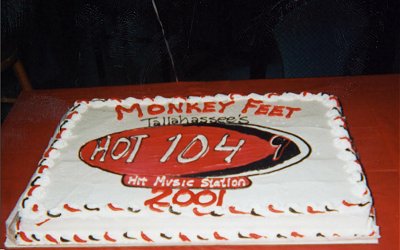 MONKEY FEET
Tallahassee's
HOT 104 9
Hit Music Station
2001